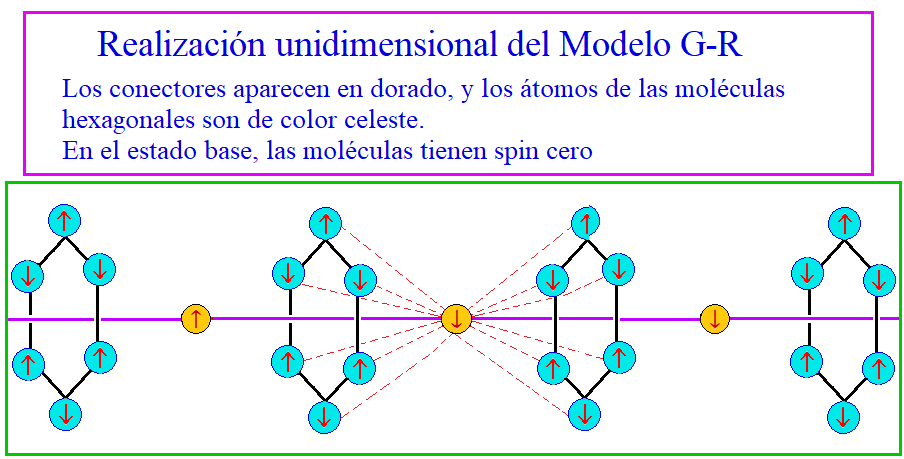 Realización unidimensional del Modelo G-R
Los conectores aparecen en dorado, y los átomos de las moléculas
hexagonales son de color celeste.
En el estado base, las moléculas tienen spin cero